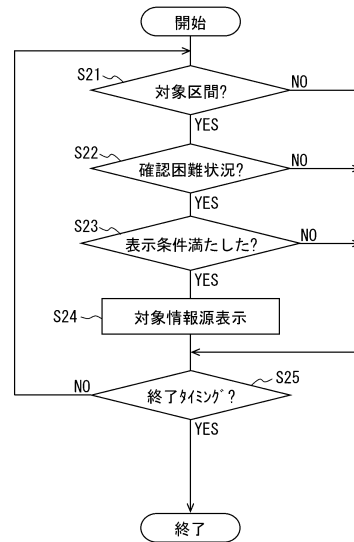 開始
S21
対象区間?
NO
YES
S22
確認困難状況?
NO
YES
S23
表示条件満たした?
NO
YES
S24
対象情報源表示
S25
終了ﾀｲﾐﾝｸﾞ?
NO
YES
終了